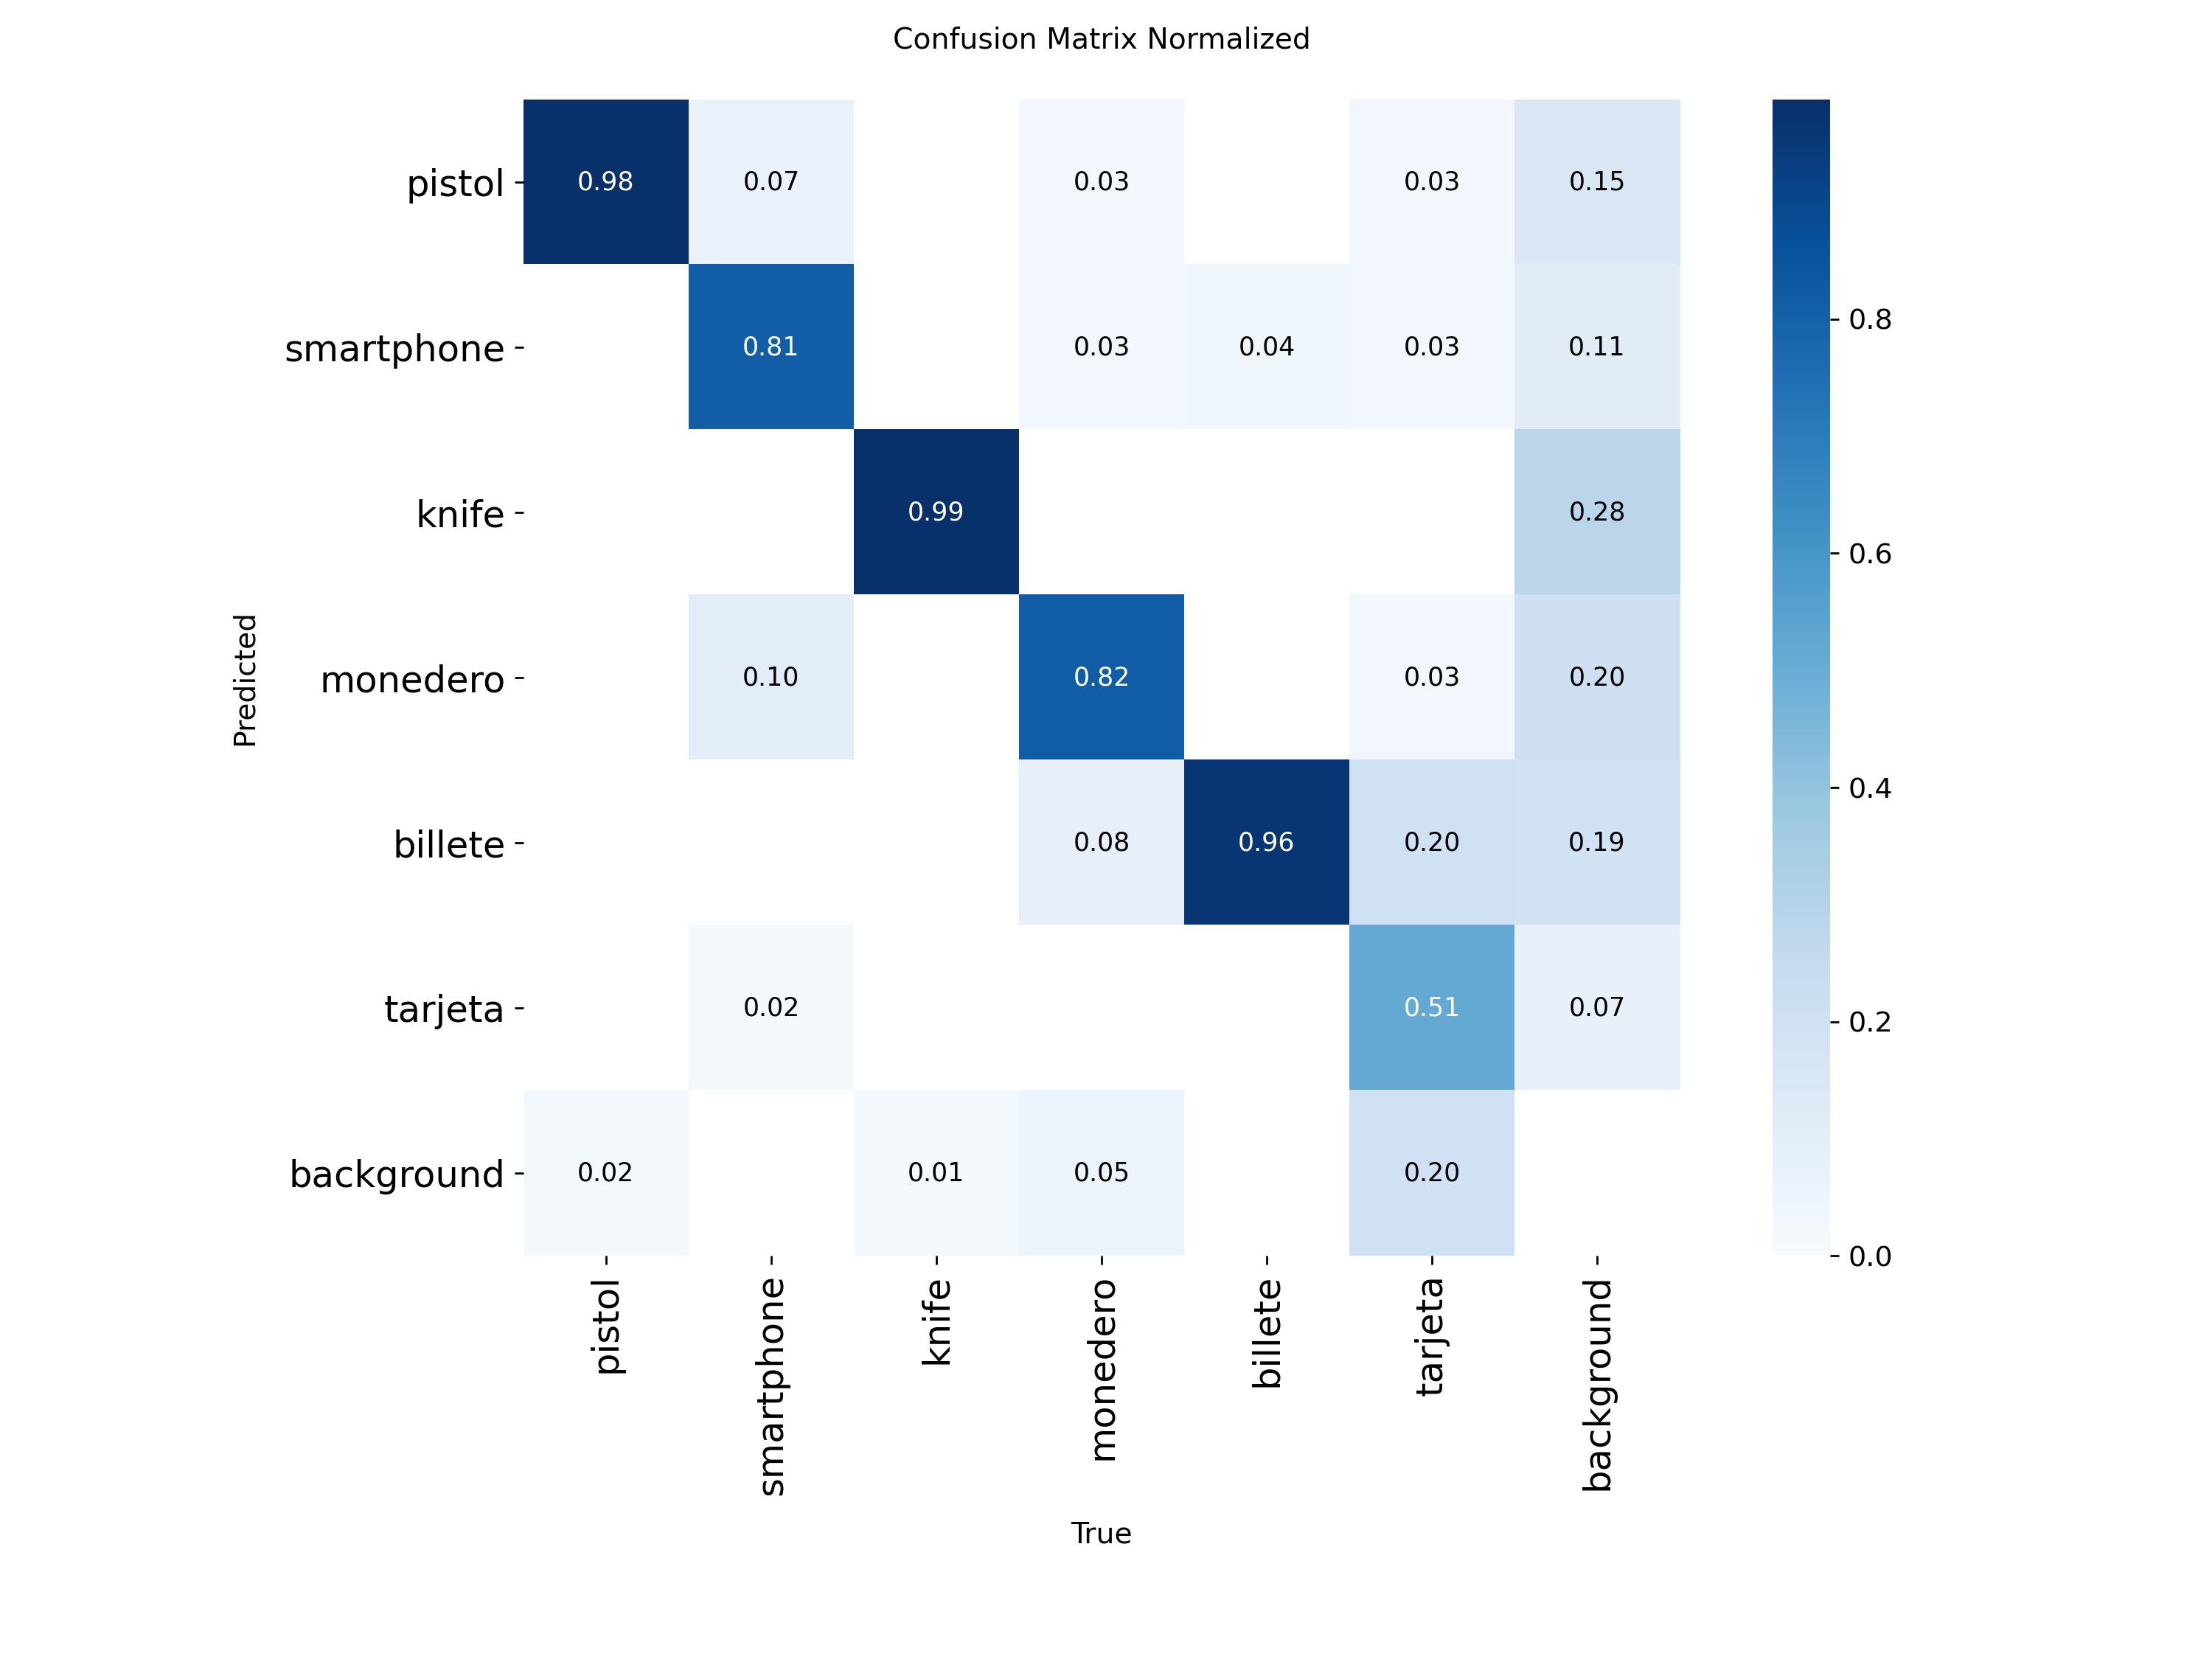 Confusion Matrix Normalized
pistol 0.98 0.07 0.03 0.03 0.15
smartphone 0.81 0.03 0.04 0.03 0.11
knife 0.99 0.28
monedero 0.10 0.82 0.03 0.20
billete 0.08 0.96 0.20 0.19
tarjeta 0.02 0.51 0.07
background 0.02 0.01 0.05 0.20
Predicted
pistol smartphone knife monedero billete tarjeta background
True
0.8
0.6
0.4
0.2
0.0